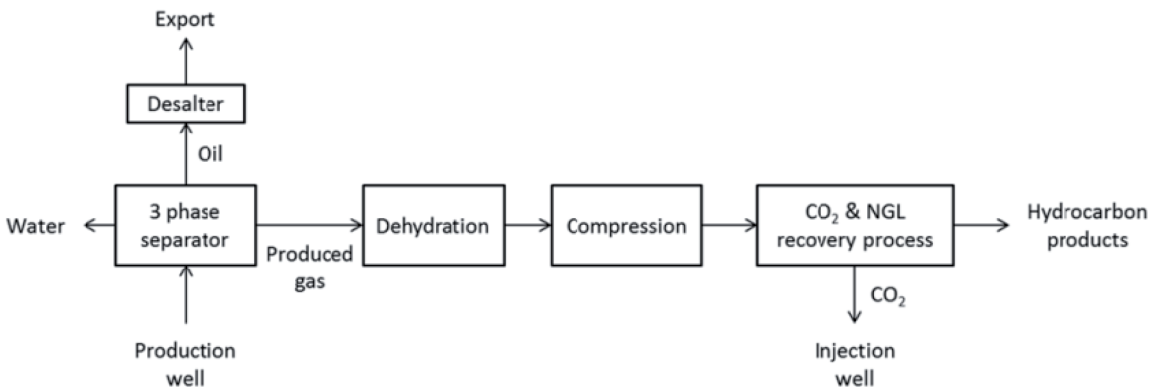 Export
Desalter
Oil
Water
3 phase
separator
Produced
gas
Dehydration
Compression
CO₂ & NGL
recovery process
Hydrocarbon
products
CO₂
Production
well
Injection
well